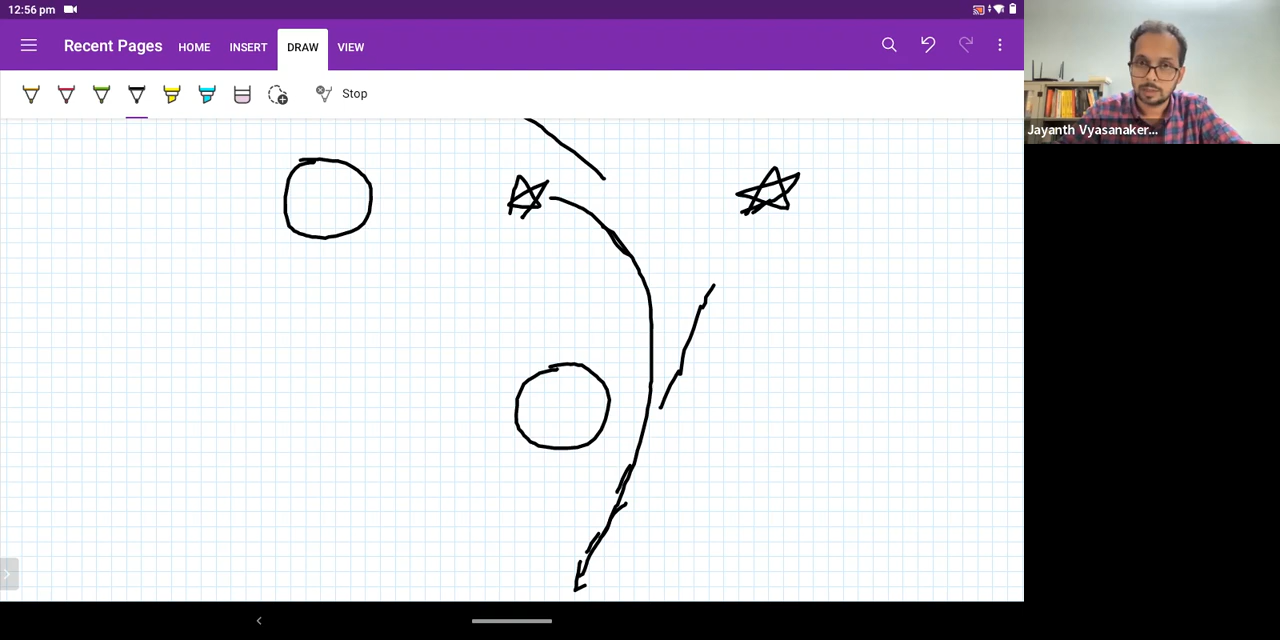 12:56 pm
Recent Pages HOME INSERT DRAW VIEW
Stop
Jayanth Vyasanaker...